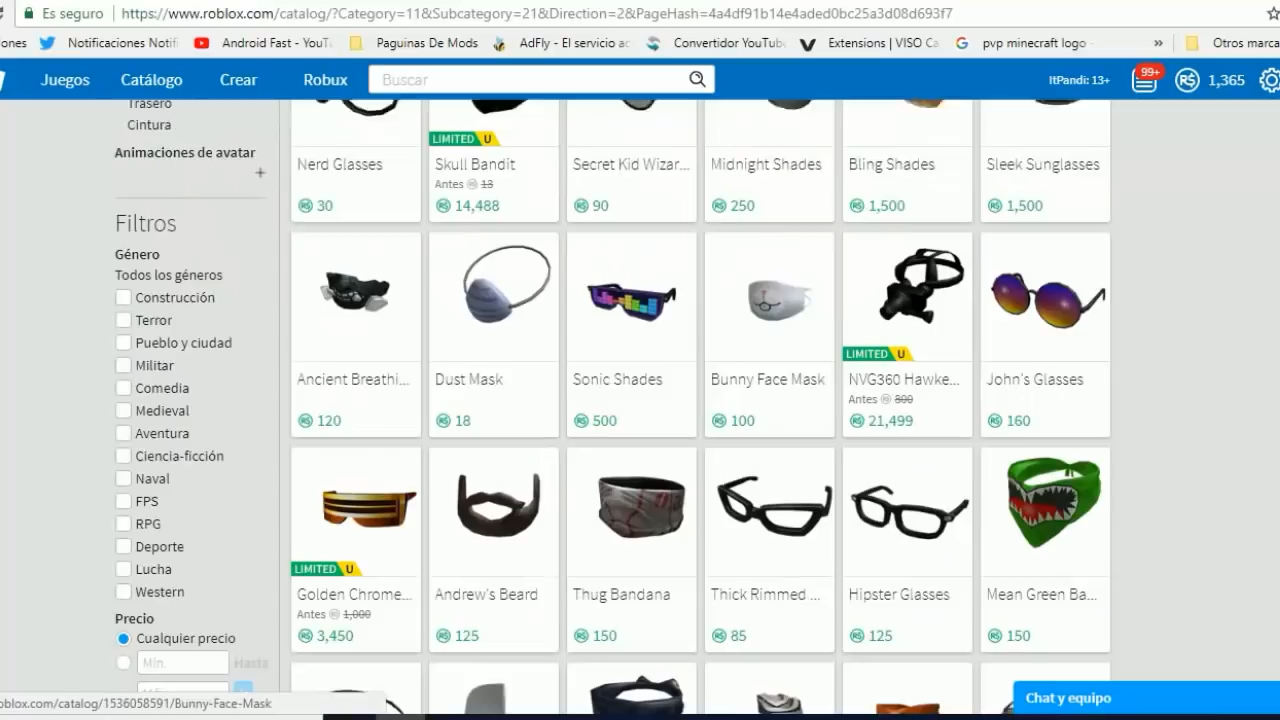 Es seguro
https://www.roblox.com/catalog/?Category=11&Subcategory=21&Direction=2&PageHash=4a4df91b14e4aded0bc25a3d08d693f7
ones
Notificaciones Notifi
Android Fast - YouTu
Paguinas De Mods
AdFly - El servicio ac
Convertidor YouTube
Extensions | VISO Ca
pvp minecraft logo
»
Otros marca
Juegos
Catálogo
Crear
Robux
Buscar
ItPandi: 13+
99+
R$ 1,365
Trasero
Cintura
Animaciones de avatar
+
Filtros
Género
Todos los géneros
Construcción
Terror
Pueblo y ciudad
Militar
Comedia
Medieval
Aventura
Ciencia-ficción
Naval
FPS
RPG
Deporte
Lucha
Western
Precio
Cualquier precio
Mín.
Hasta
Nerd Glasses
R$ 30
LIMITED U
Skull Bandit
Antes R$ 13
R$ 14,488
Secret Kid Wizar...
R$ 90
Midnight Shades
R$ 250
Bling Shades
R$ 1,500
Sleek Sunglasses
R$ 1,500
Ancient Breathi...
R$ 120
Dust Mask
R$ 18
Sonic Shades
R$ 500
Bunny Face Mask
R$ 100
LIMITED U
NVG360 Hawke...
Antes R$ 800
R$ 21,499
John's Glasses
R$ 160
LIMITED U
Golden Chrome...
Antes R$ 1,000
R$ 3,450
Andrew's Beard
R$ 125
Thug Bandana
R$ 150
Thick Rimmed ...
R$ 85
Hipster Glasses
R$ 125
Mean Green Ba...
R$ 150
oblox.com/catalog/1536058591/Bunny-Face-Mask
Chat y equipo